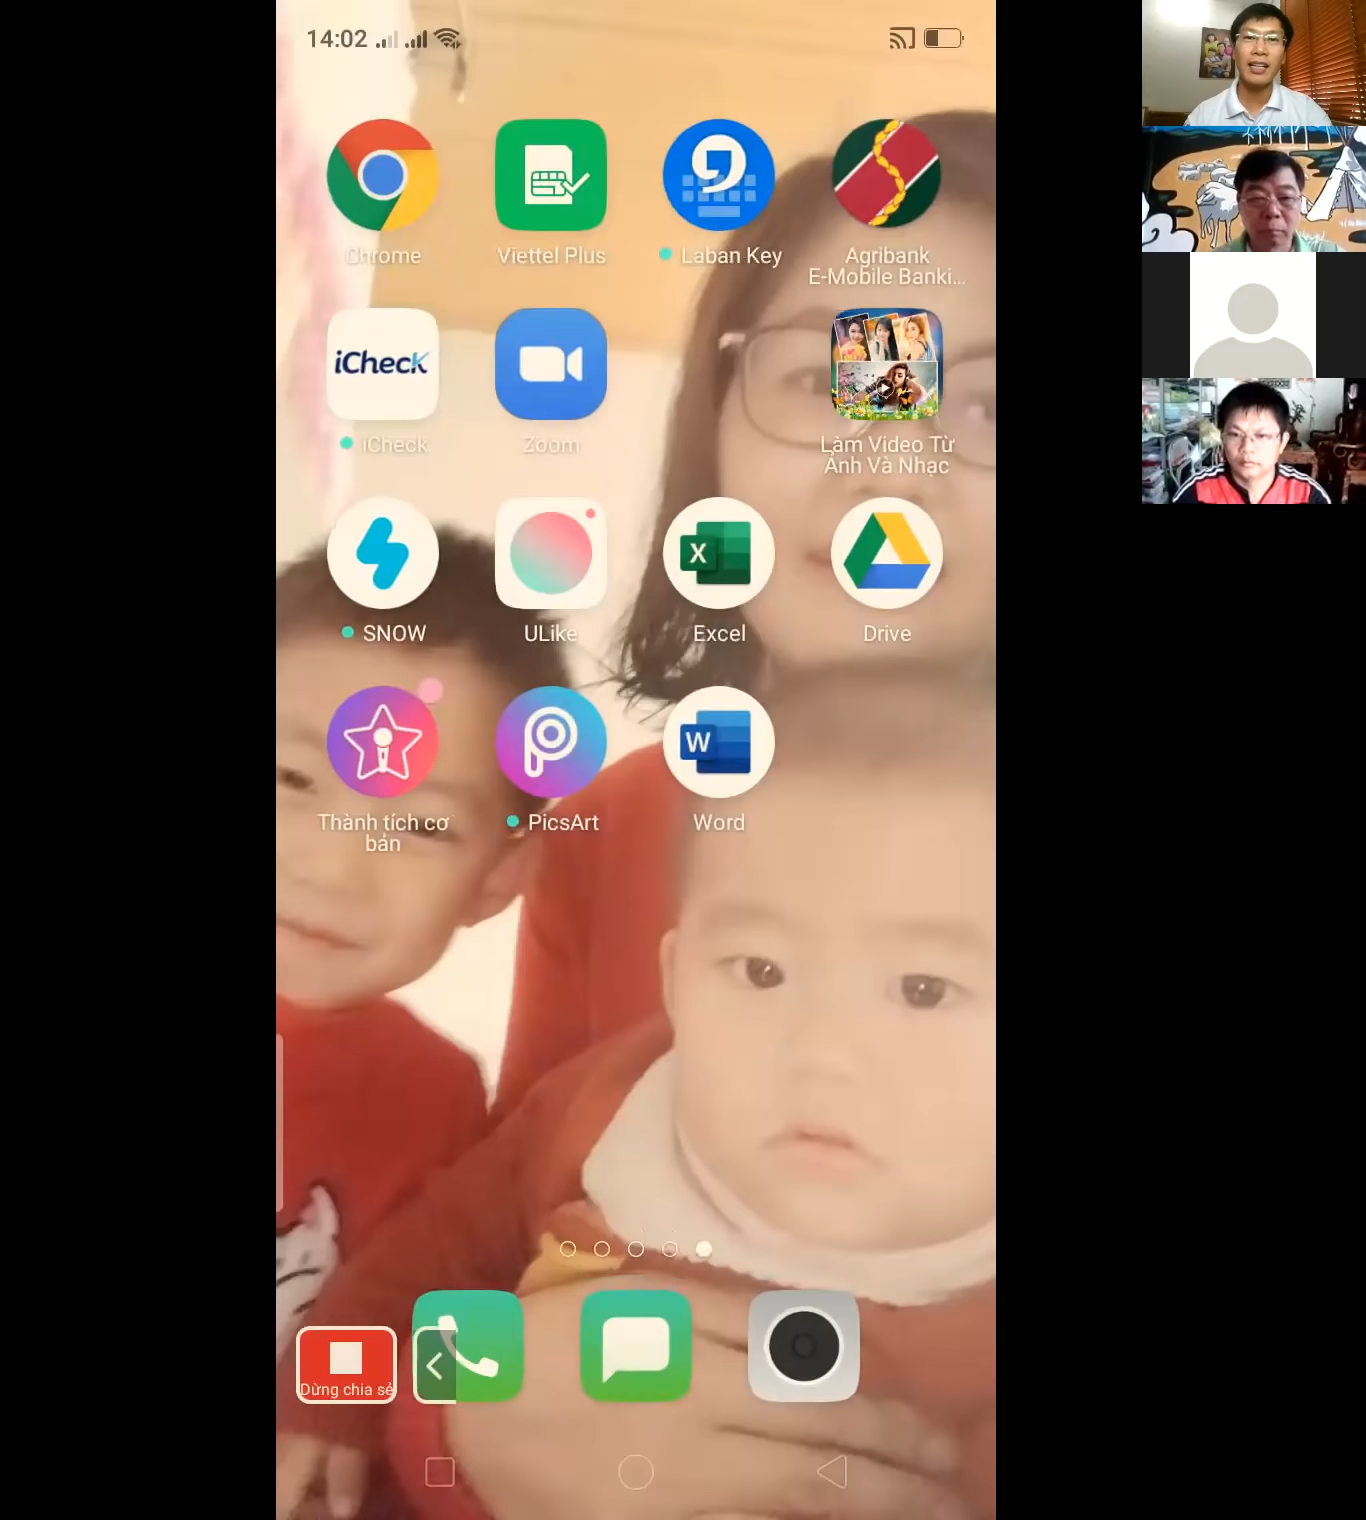 14:02
Chrome
Viettel Plus
Laban Key
Agribank
E-Mobile Banki...
iCheck
iCheck
Zoom
Làm Video Từ
Ảnh Và Nhạc
X
SNOW
ULike
Excel
Drive
W
Thành tích cơ
bản
PicsArt
Word
Dừng chia sẻ